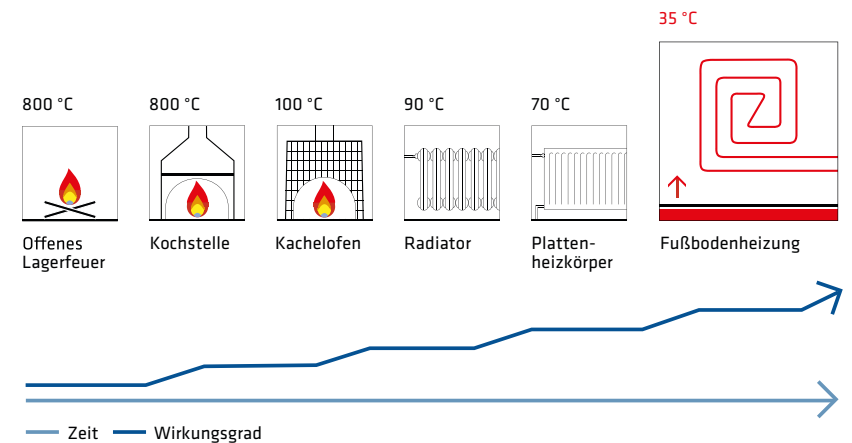 35 °C
800 °C
800 °C
100 °C
90 °C
70 °C
Offenes
Lagerfeuer
Kochstelle
Kachelofen
Radiator
Platten-
heizkörper
Fußbodenheizung
Zeit
Wirkungsgrad